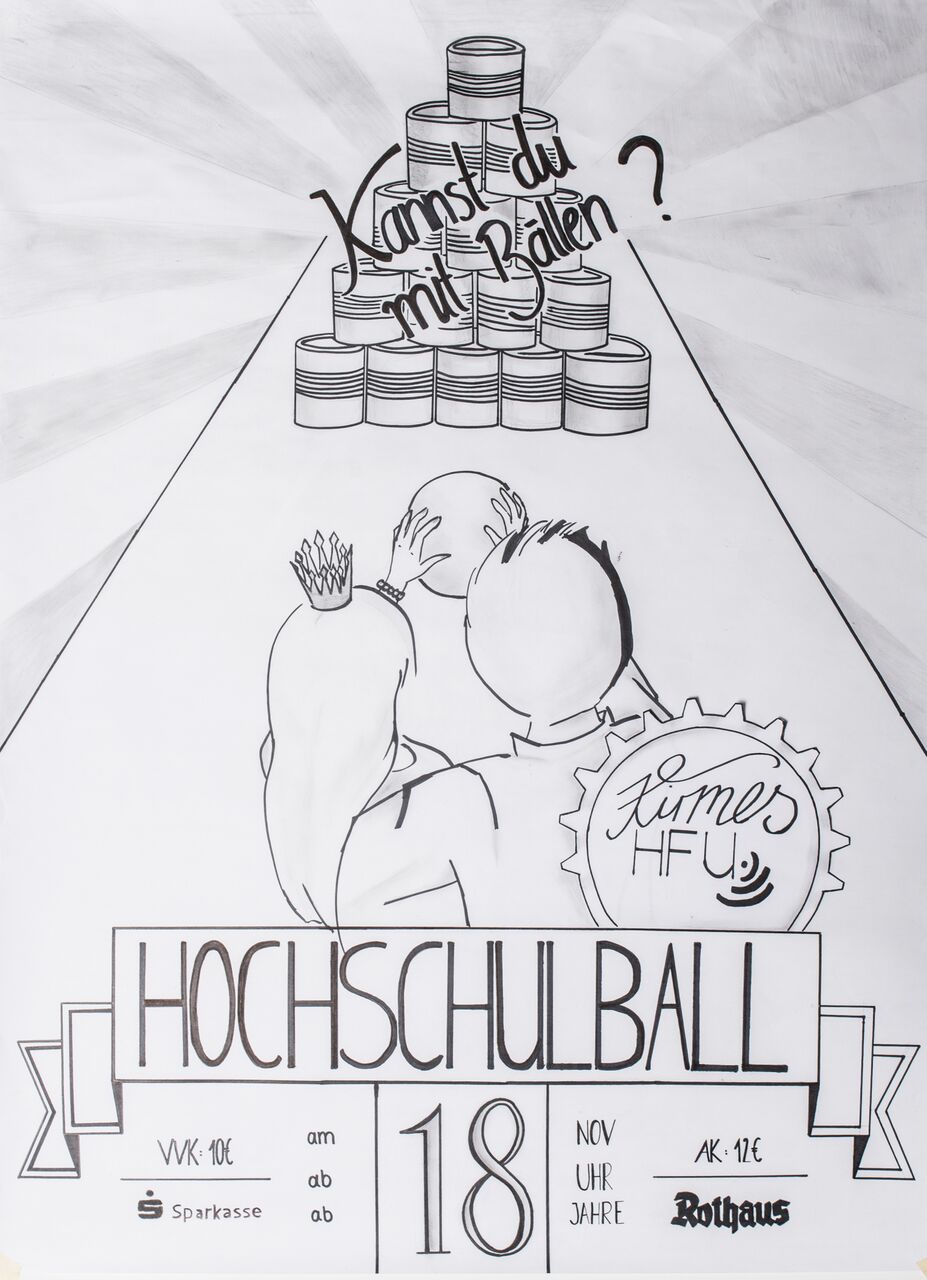 Kannst du
mit Bällen ?
Kirmes
HFU
HOCHSCHULBALL
VVK: 10€
Sparkasse
am
ab
ab
18
NOV
UHR
JAHRE
AK: 12€
Rothaus